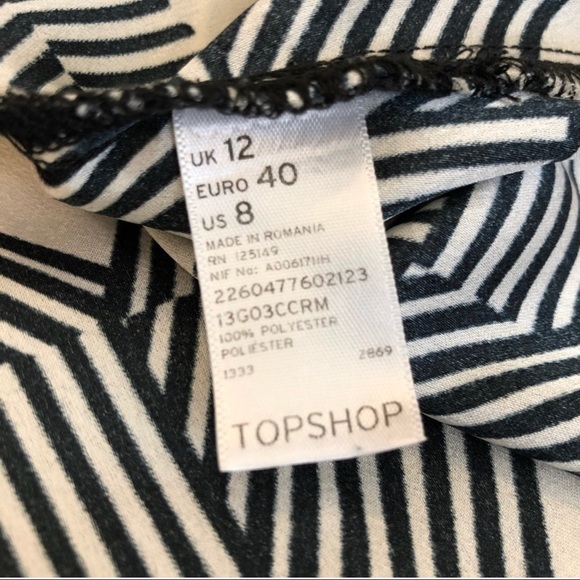 UK 12
EURO 40
US 8
MADE IN ROMANIA
RN 125149
NIF No: A0061711H
2260477602123
13G03CCRM
100% POLYESTER
POLIÉSTER
1333 2869
TOPSHOP